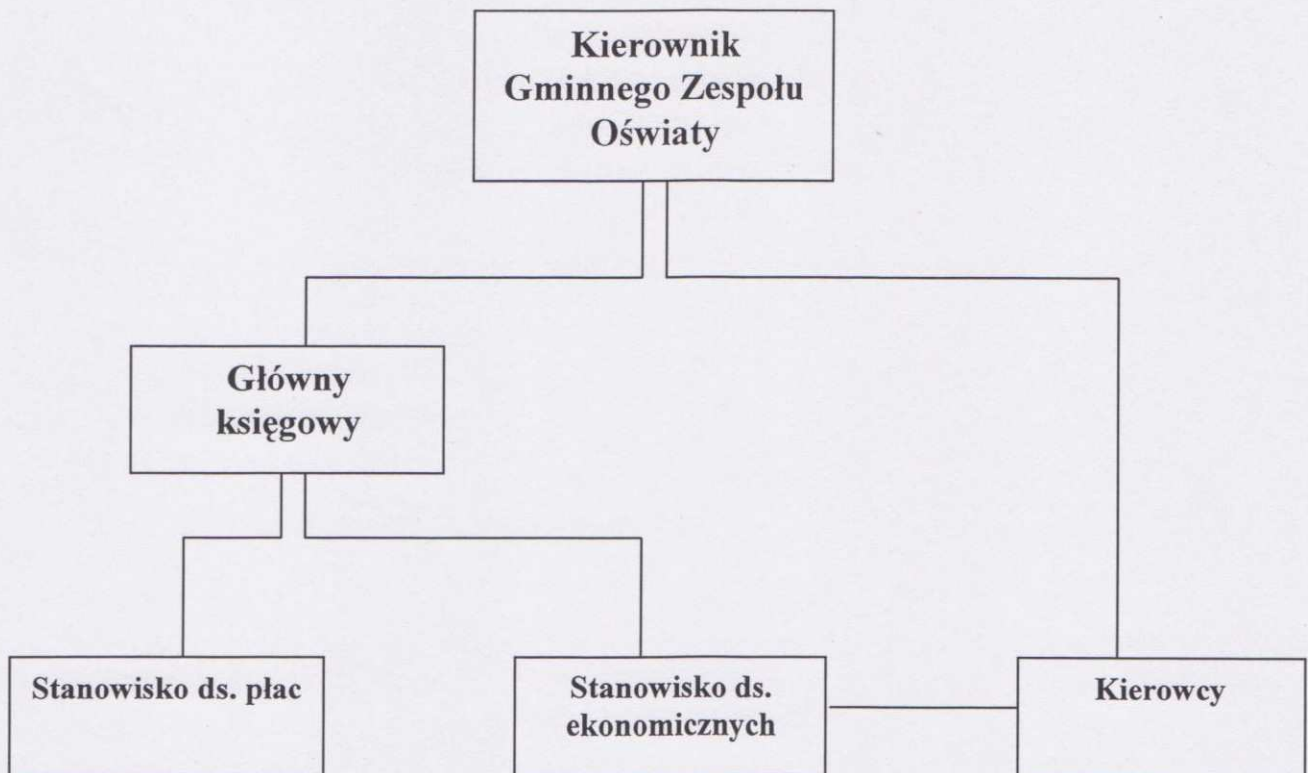 Kierownik
Gminnego Zespołu
Oświaty
Główny
księgowy
Stanowisko ds. płac
Stanowisko ds.
ekonomicznych
Kierowcy